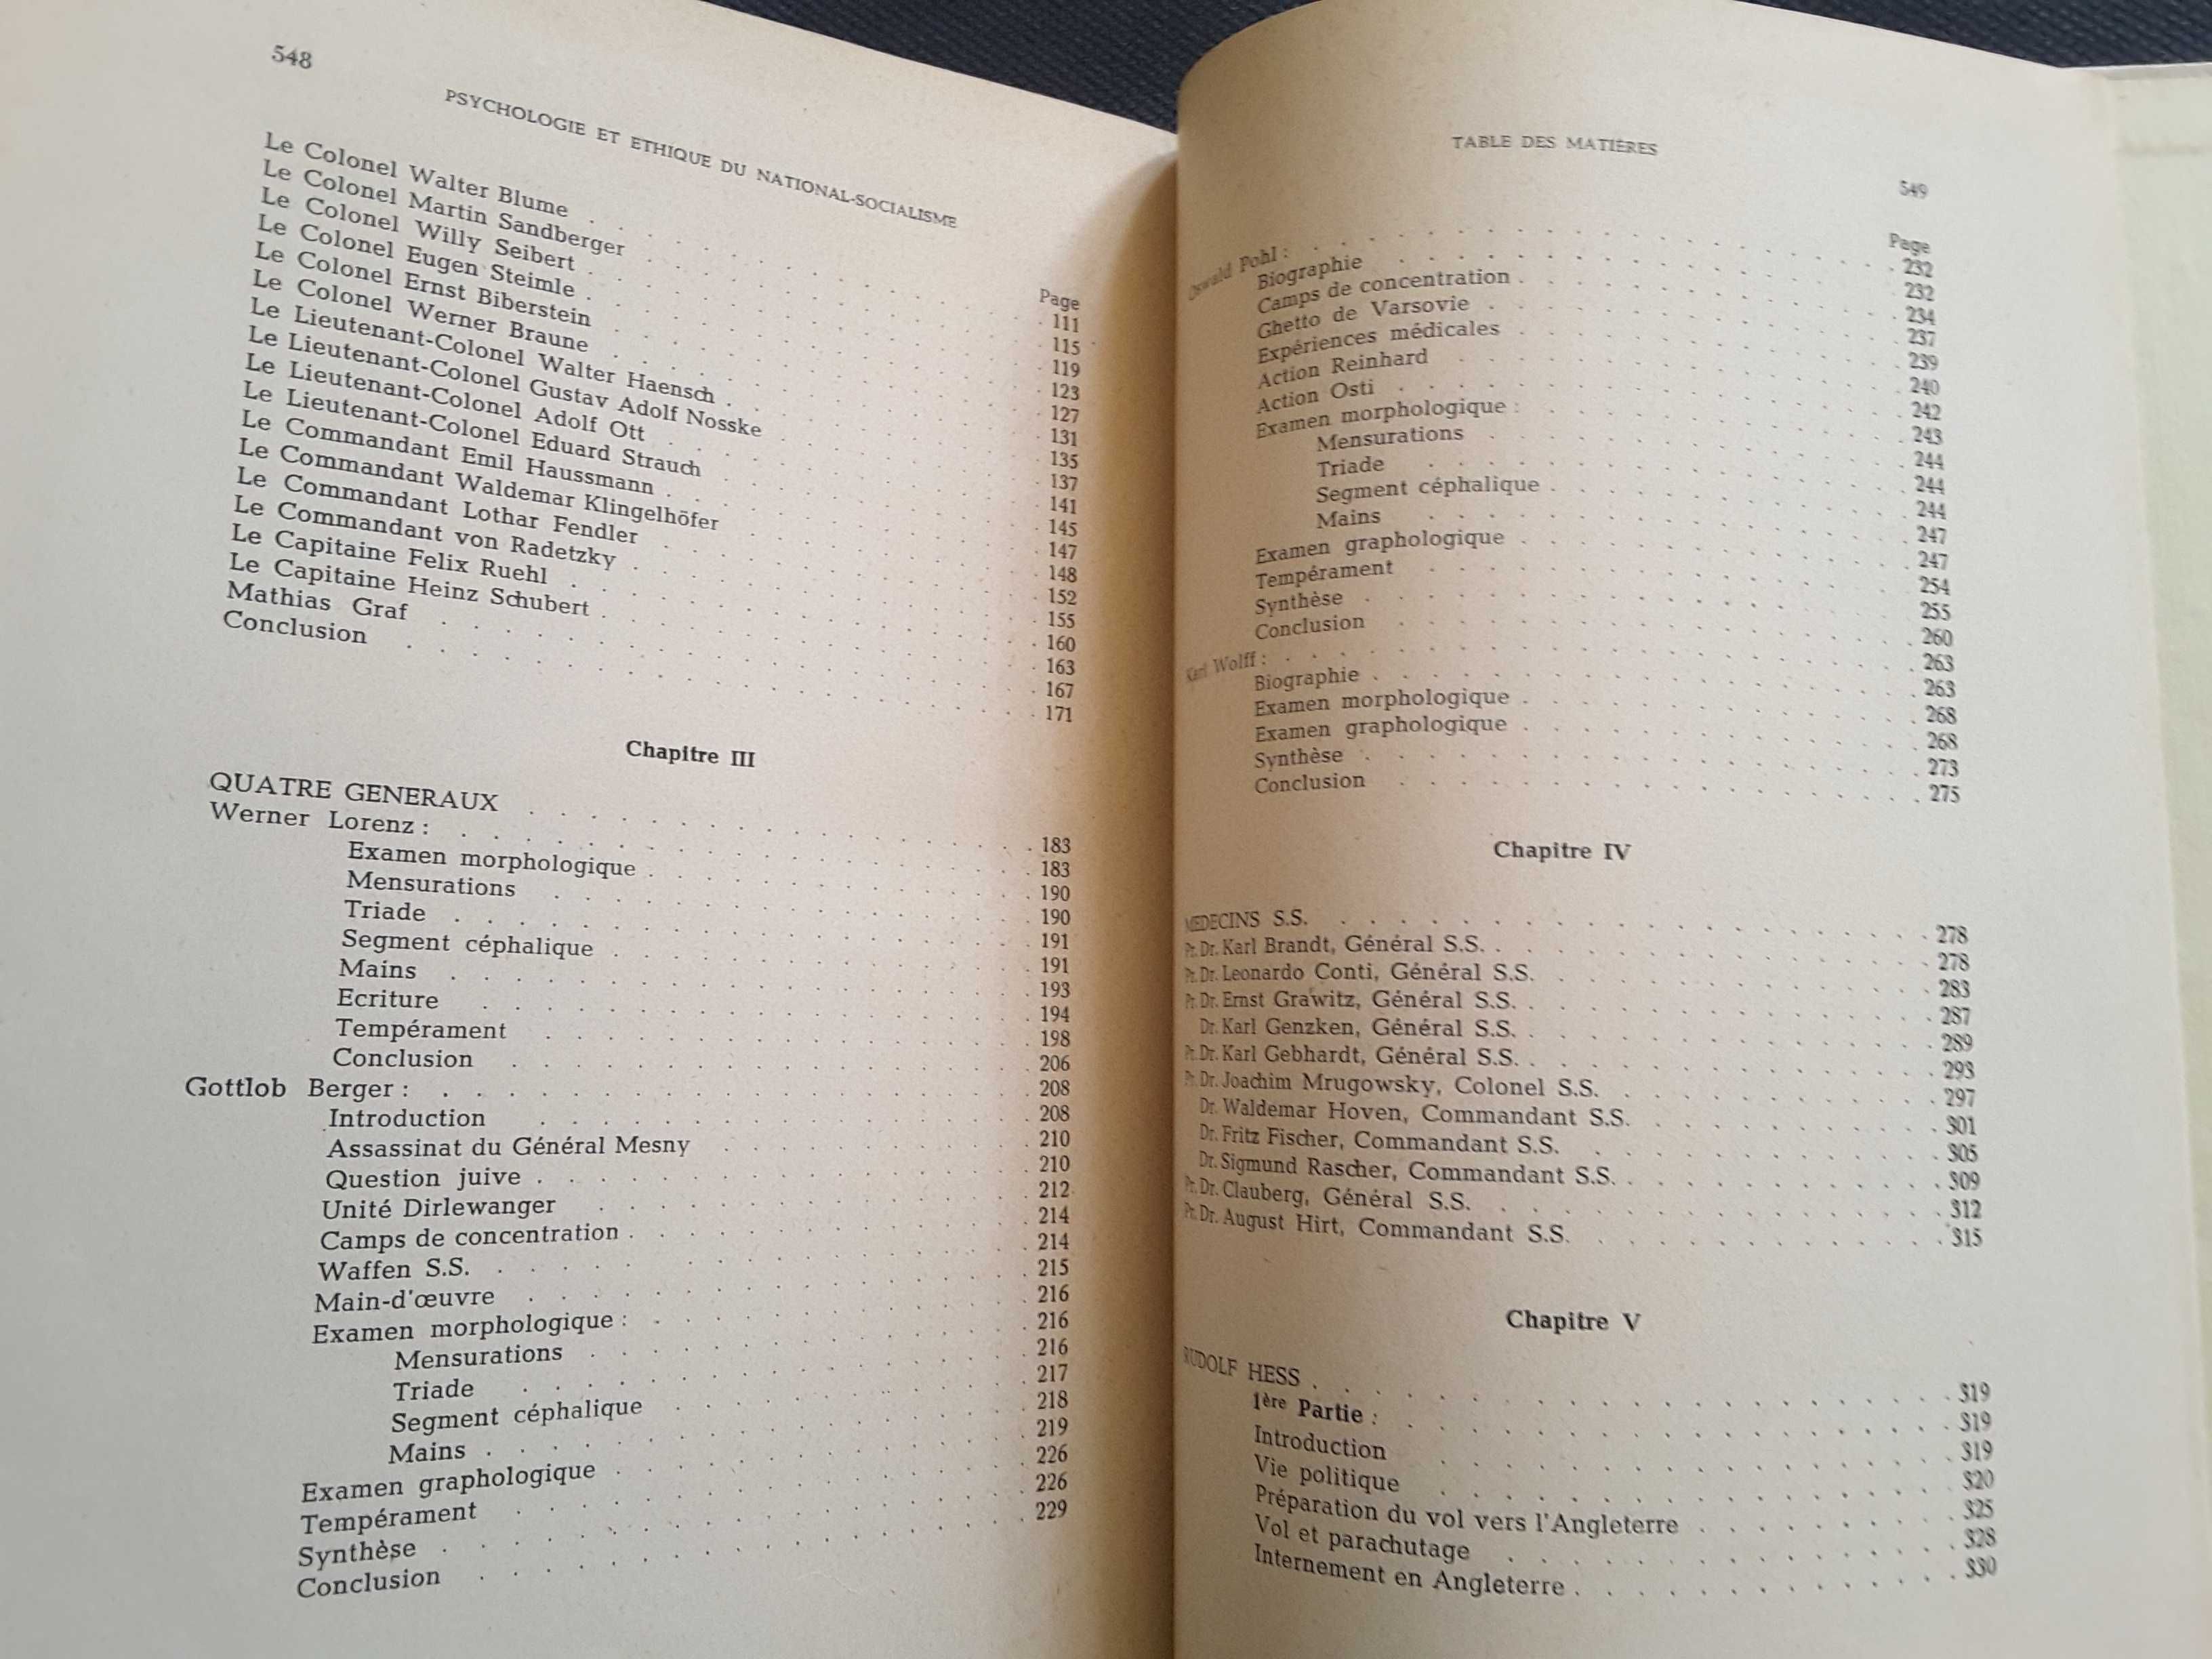 548
PSYCHOLOGIE ET ETHIQUE DU NATIONAL-SOCIALISME
Page
Le Colonel Walter Blume . . . 111
Le Colonel Martin Sandberger . . . 115
Le Colonel Willy Seibert . . . 119
Le Colonel Eugen Steimle . . . 123
Le Colonel Ernst Biberstein . . . 127
Le Colonel Werner Braune . . . 131
Le Lieutenant-Colonel Walter Haensch . . . 135
Le Lieutenant-Colonel Gustav Adolf Nosske . . . 137
Le Lieutenant-Colonel Adolf Ott . . . 141
Le Lieutenant-Colonel Eduard Strauch . . . 145
Le Commandant Emil Haussmann . . . 147
Le Commandant Waldemar Klingelhöfer . . . 148
Le Commandant Lothar Fendler . . . 152
Le Commandant von Radetzky . . . 155
Le Capitaine Felix Ruehl . . . 160
Le Capitaine Heinz Schubert . . . 163
Mathias Graf . . . 167
Conclusion . . . 171
Chapitre III
QUATRE GENERAUX . . . 183
Werner Lorenz : . . . 183
Examen morphologique . . . 190
Mensurations . . . 190
Triade . . . 191
Segment céphalique . . . 191
Mains . . . 193
Ecriture . . . 194
Tempérament . . . 198
Conclusion . . . 206
Gottlob Berger : . . . 208
Introduction . . . 208
Assassinat du Général Mesny . . . 210
Question juive . . . 210
Unité Dirlewanger . . . 212
Camps de concentration . . . 214
Waffen S.S. . . . 214
Main-d'œuvre . . . 215
Examen morphologique : . . . 216
Mensurations . . . 216
Triade . . . 216
Segment céphalique . . . 217
Mains . . . 218
Examen graphologique . . . 219
Tempérament . . . 226
Synthèse . . . 226
Conclusion . . . 229
TABLE DES MATIÈRES
549
Page
Oswald Pohl : . . . 232
Biographie . . . 232
Camps de concentration . . . 234
Ghetto de Varsovie . . . 237
Expériences médicales . . . 239
Action Reinhard . . . 240
Action Osti . . . 242
Examen morphologique : . . . 243
Mensurations . . . 244
Triade . . . 244
Segment céphalique . . . 244
Mains . . . 247
Examen graphologique . . . 247
Tempérament . . . 254
Synthèse . . . 255
Conclusion . . . 260
Karl Wolff : . . . 263
Biographie . . . 263
Examen morphologique . . . 268
Examen graphologique . . . 268
Synthèse . . . 273
Conclusion . . . 275
Chapitre IV
MEDECINS S.S. . . . 278
Pr. Dr. Karl Brandt, Général S.S. . . . 278
Pr. Dr. Leonardo Conti, Général S.S. . . . 283
Pr. Dr. Ernst Grawitz, Général S.S. . . . 287
Dr. Karl Genzken, Général S.S. . . . 289
Pr. Dr. Karl Gebhardt, Général S.S. . . . 293
Pr. Dr. Joachim Mrugowsky, Colonel S.S. . . . 297
Dr. Waldemar Hoven, Commandant S.S. . . . 301
Dr. Fritz Fischer, Commandant S.S. . . . 305
Dr. Sigmund Rascher, Commandant S.S. . . . 309
Pr. Dr. Clauberg, Général S.S. . . . 312
Pr. Dr. August Hirt, Commandant S.S. . . . 315
Chapitre V
RUDOLF HESS . . . 319
1ère Partie : . . . 319
Introduction . . . 319
Vie politique . . . 320
Préparation du vol vers l'Angleterre . . . 325
Vol et parachutage . . . 328
Internement en Angleterre . . . 330